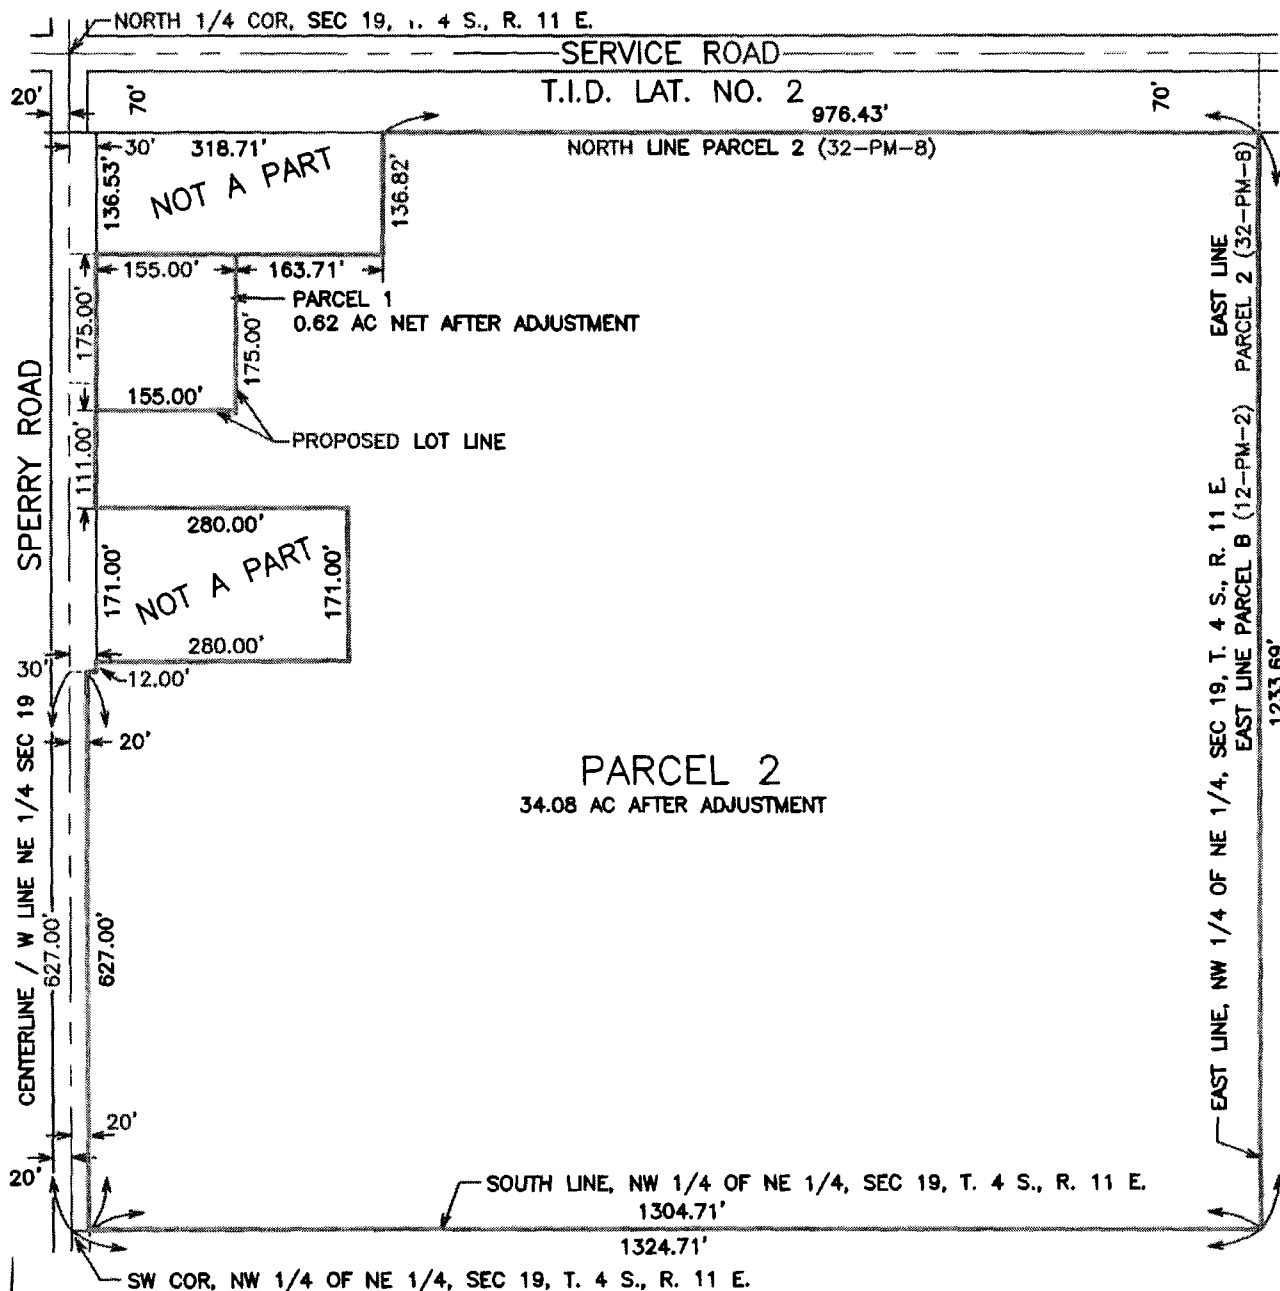 NORTH 1/4 COR, SEC 19, T. 4 S., R. 11 E.
SERVICE ROAD
T.I.D. LAT. NO. 2
20'
70'
70'
976.43'
30'
318.71'
NORTH LINE PARCEL 2 (32-PM-8)
136.53'
NOT A PART
136.82'
155.00'
163.71'
PARCEL 1
0.62 AC NET AFTER ADJUSTMENT
175.00'
175.00'
155.00'
PROPOSED LOT LINE
111.00'
SPERRY ROAD
280.00'
171.00'
NOT A PART
171.00'
280.00'
30'
12.00'
20'
CENTERLINE / W LINE NE 1/4 SEC 19
627.00'
627.00'
PARCEL 2
34.08 AC AFTER ADJUSTMENT
EAST LINE
PARCEL 2 (32-PM-8)
EAST LINE PARCEL B (12-PM-2)
EAST LINE, NW 1/4 OF NE 1/4, SEC 19, T. 4 S., R. 11 E.
1233.69'
20'
20'
SOUTH LINE, NW 1/4 OF NE 1/4, SEC 19, T. 4 S., R. 11 E.
1304.71'
1324.71'
SW COR, NW 1/4 OF NE 1/4, SEC 19, T. 4 S., R. 11 E.